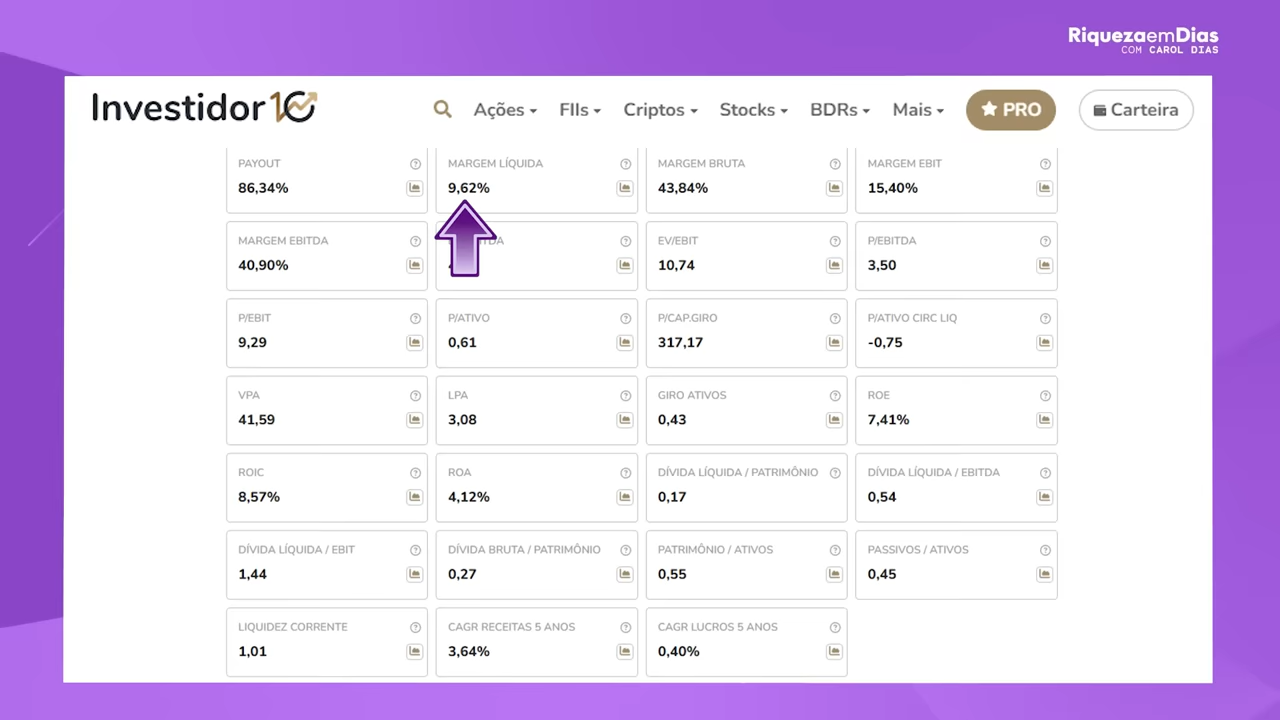 RiquezaemDias
COM CAROL DIAS
Investidor10
Ações
FIIs
Criptos
Stocks
BDRs
Mais
PRO
Carteira
PAYOUT
86,34%
MARGEM LÍQUIDA
9,62%
MARGEM BRUTA
43,84%
MARGEM EBIT
15,40%
MARGEM EBITDA
40,90%
EV/EBIT
10,74
P/EBITDA
3,50
P/EBIT
9,29
P/ATIVO
0,61
P/CAP.GIRO
317,17
P/ATIVO CIRC LIQ
-0,75
VPA
41,59
LPA
3,08
GIRO ATIVOS
0,43
ROE
7,41%
ROIC
8,57%
ROA
4,12%
DÍVIDA LÍQUIDA / PATRIMÔNIO
0,17
DÍVIDA LÍQUIDA / EBITDA
0,54
DÍVIDA LÍQUIDA / EBIT
1,44
DÍVIDA BRUTA / PATRIMÔNIO
0,27
PATRIMÔNIO / ATIVOS
0,55
PASSIVOS / ATIVOS
0,45
LIQUIDEZ CORRENTE
1,01
CAGR RECEITAS 5 ANOS
3,64%
CAGR LUCROS 5 ANOS
0,40%